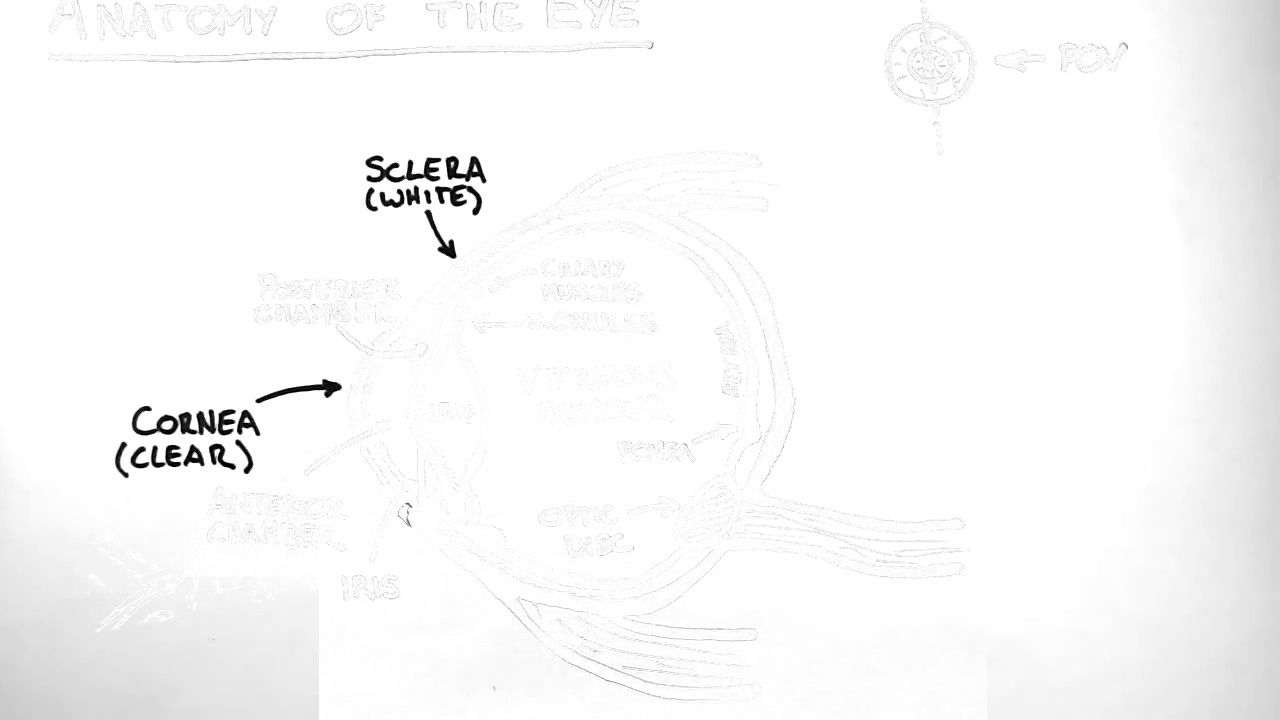 ANATOMY OF THE EYE
POV
SCLERA
(WHITE)
POSTERIOR
CHAMBER
CILIARY
MUSCLES
ZONULES
RETINA
VITREOUS
HUMOR
LENS
CORNEA
(CLEAR)
FOVEA
ANTERIOR
CHAMBER
OPTIC
DISC
IRIS